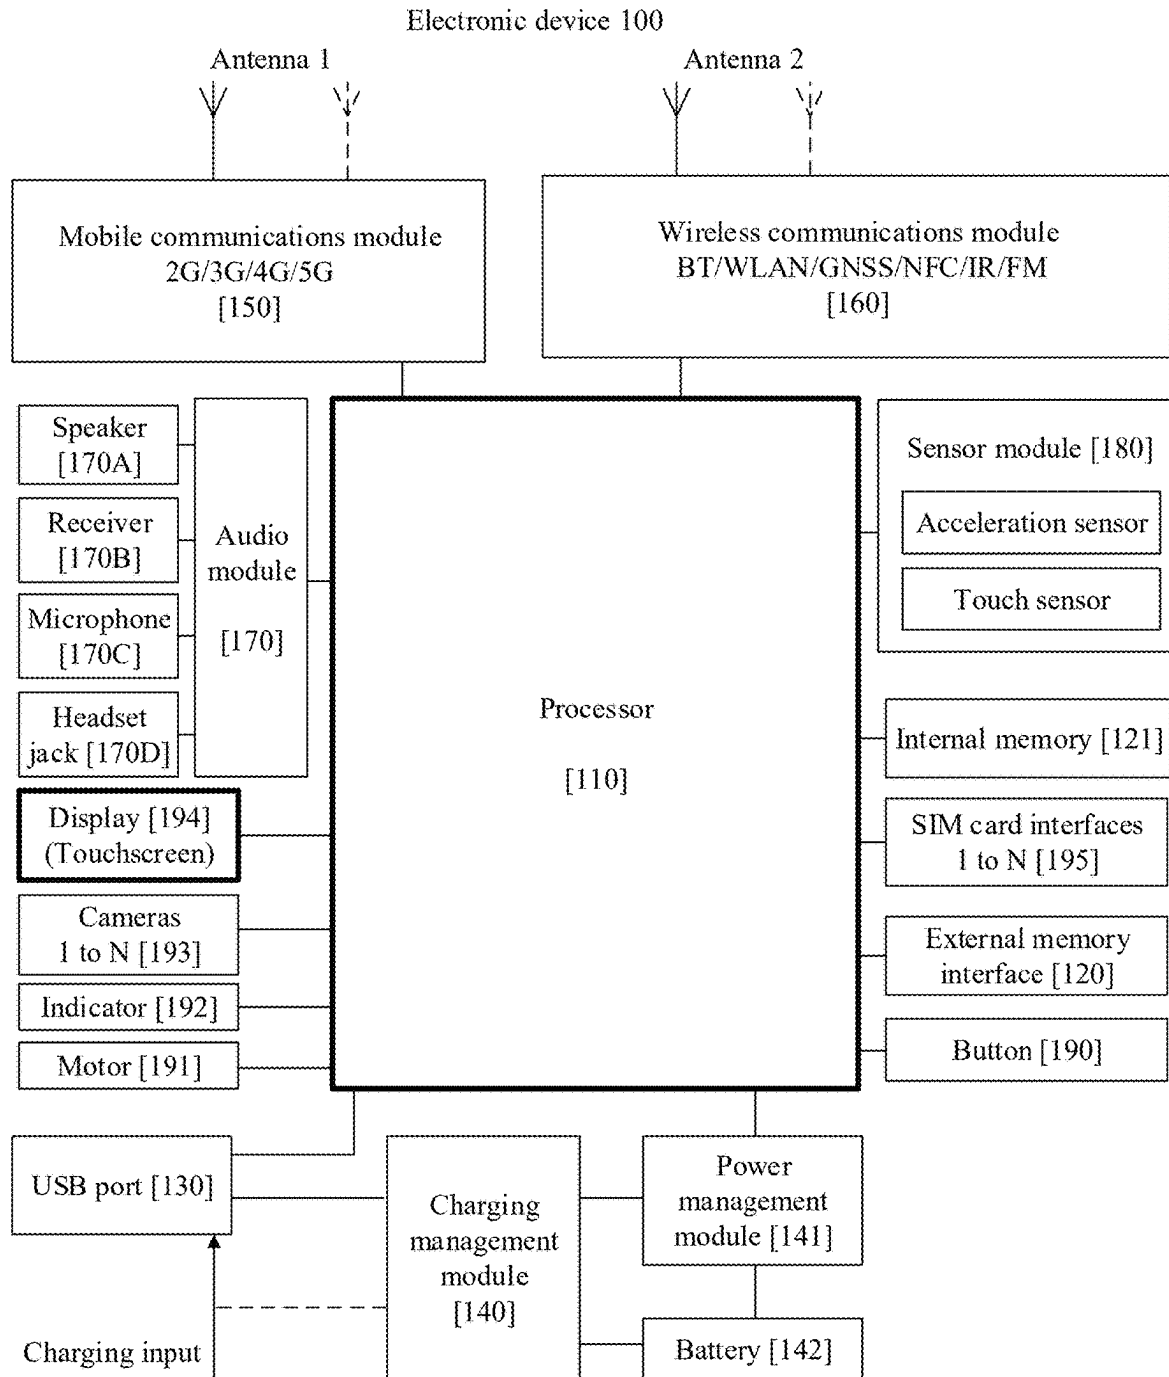 Electronic device 100
Antenna 1
Antenna 2
Mobile communications module
2G/3G/4G/5G
[150]
Wireless communications module
BT/WLAN/GNSS/NFC/IR/FM
[160]
Speaker
[170A]
Receiver
[170B]
Microphone
[170C]
Headset
jack [170D]
Audio
module
[170]
Display [194]
(Touchscreen)
Cameras
1 to N [193]
Indicator [192]
Motor [191]
Processor
[110]
Sensor module [180]
Acceleration sensor
Touch sensor
Internal memory [121]
SIM card interfaces
1 to N [195]
External memory
interface [120]
Button [190]
USB port [130]
Charging
management
module
[140]
Power
management
module [141]
Battery [142]
Charging input